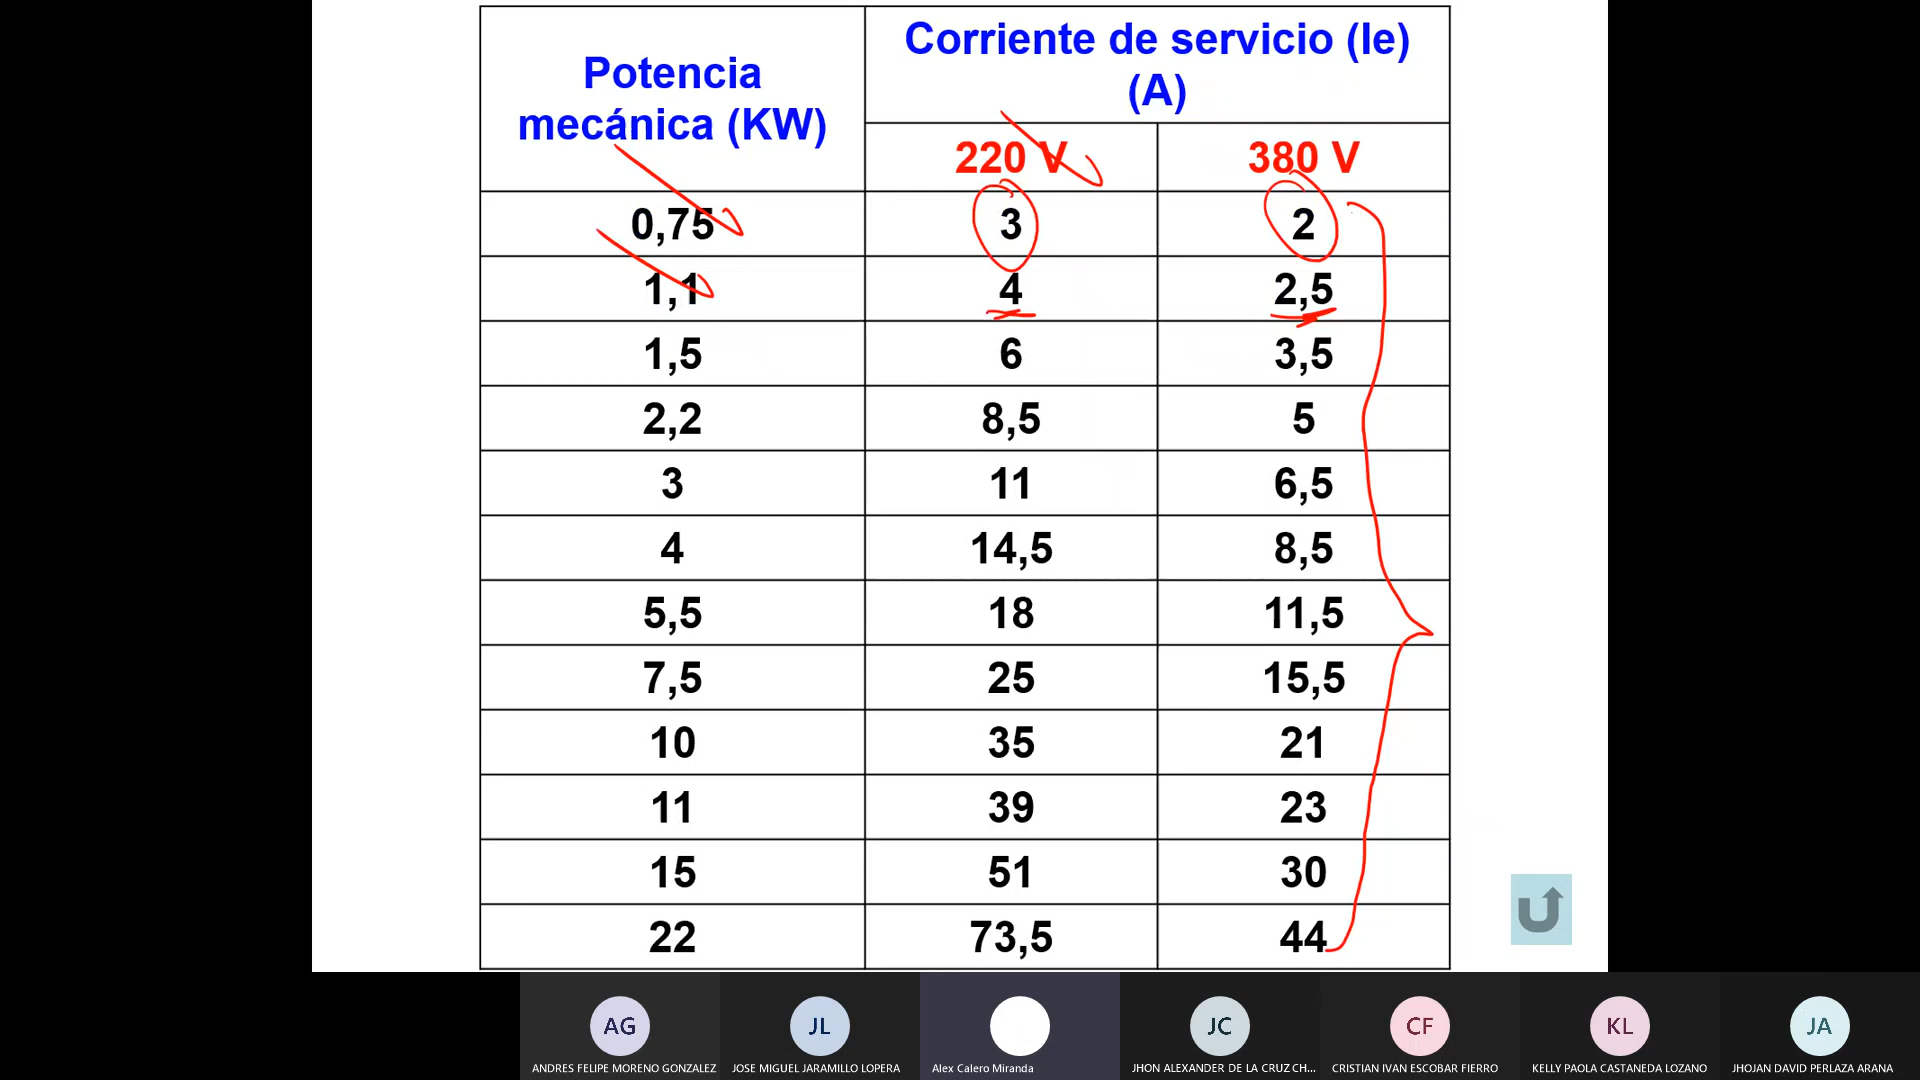 Potencia
mecánica (KW)
Corriente de servicio (Ie)
(A)
220 V
380 V
0,75
3
2
1,1
4
2,5
1,5
6
3,5
2,2
8,5
5
3
11
6,5
4
14,5
8,5
5,5
18
11,5
7,5
25
15,5
10
35
21
11
39
23
15
51
30
22
73,5
44
AG
JL
JC
CF
KL
JA
ANDRES FELIPE MORENO GONZALEZ
JOSE MIGUEL JARAMILLO LOPERA
Alex Calero Miranda
JHON ALEXANDER DE LA CRUZ CH...
CRISTIAN IVAN ESCOBAR FIERRO
KELLY PAOLA CASTANEDA LOZANO
JHOJAN DAVID PERLAZA ARANA